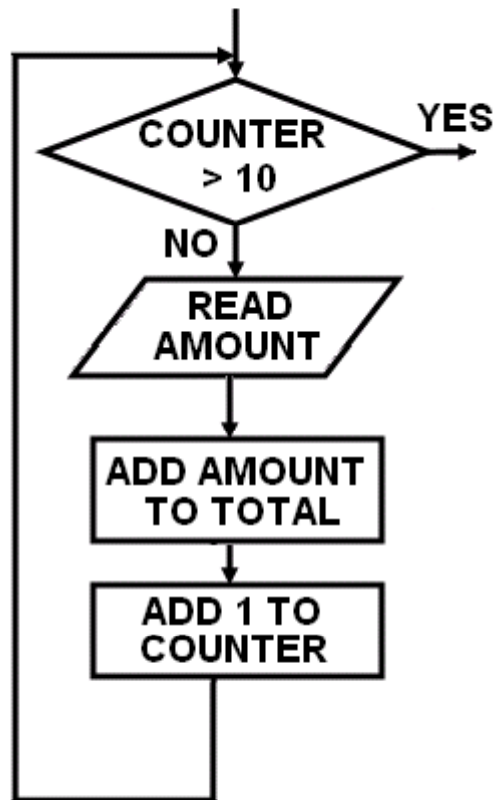 COUNTER
> 10
YES
NO
READ
AMOUNT
ADD AMOUNT
TO TOTAL
ADD 1 TO
COUNTER